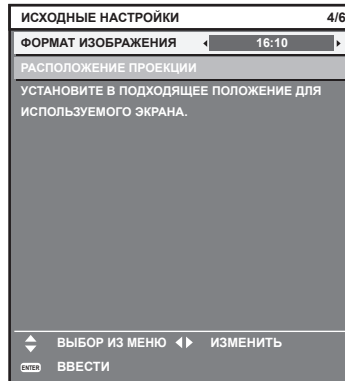 ИСХОДНЫЕ НАСТРОЙКИ 4/6
ФОРМАТ ИЗОБРАЖЕНИЯ 16:10
РАСПОЛОЖЕНИЕ ПРОЕКЦИИ
УСТАНОВИТЕ В ПОДХОДЯЩЕЕ ПОЛОЖЕНИЕ ДЛЯ
ИСПОЛЬЗУЕМОГО ЭКРАНА.
ВЫБОР ИЗ МЕНЮ ИЗМЕНИТЬ
ENTER ВВЕСТИ